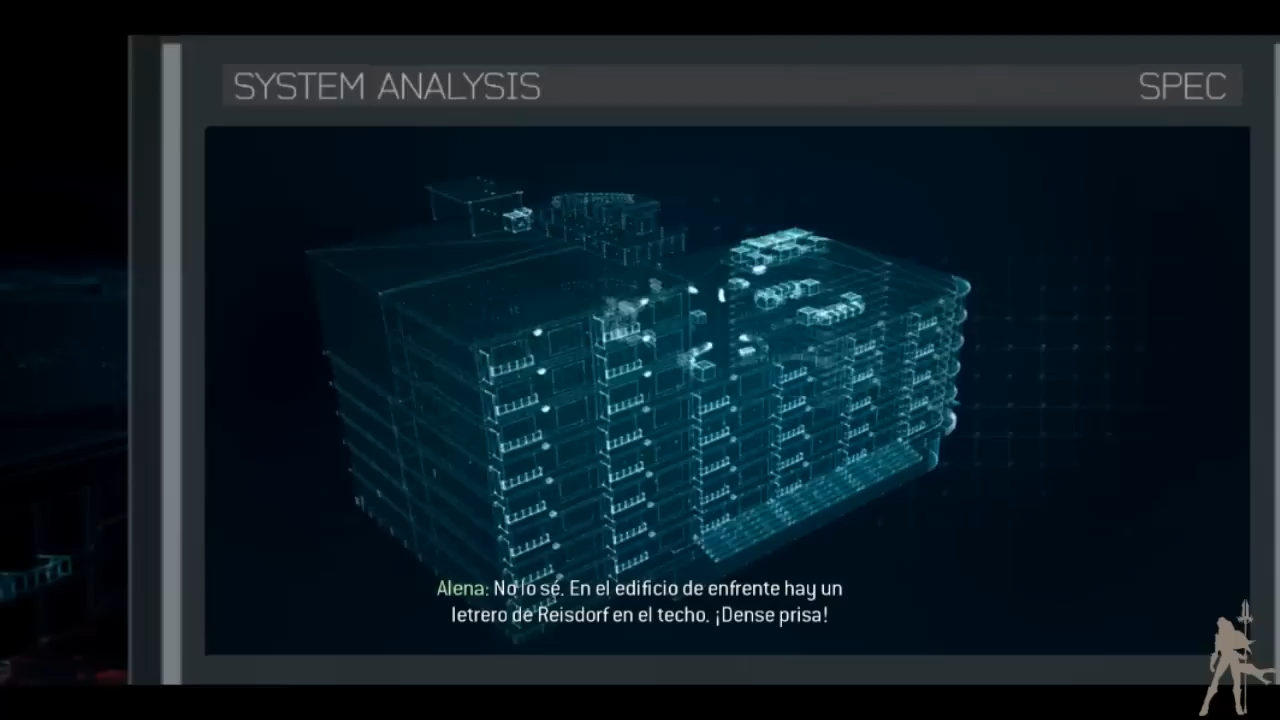 SYSTEM ANALYSIS
SPEC
Alena: No lo sé. En el edificio de enfrente hay un
letrero de Reisdorf en el techo. ¡Dense prisa!